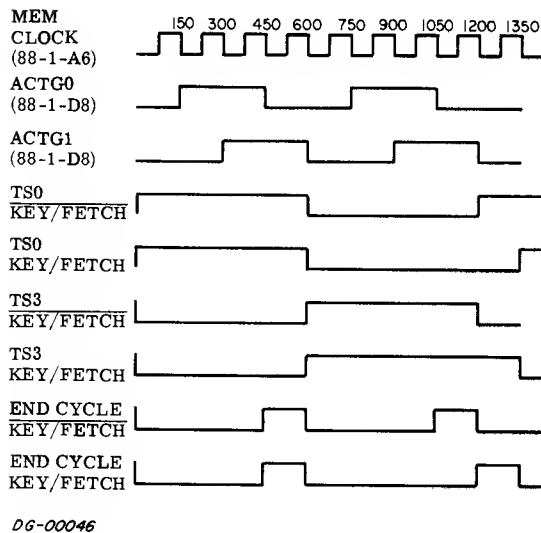 MEM
CLOCK
(88-1-A6)
150 300 450 600 750 900 1050 1200 1350
ACTG0
(88-1-D8)
ACTG1
(88-1-D8)
TS0
KEY/FETCH
TS0
KEY/FETCH
TS3
KEY/FETCH
TS3
KEY/FETCH
END CYCLE
KEY/FETCH
END CYCLE
KEY/FETCH
DG-00046